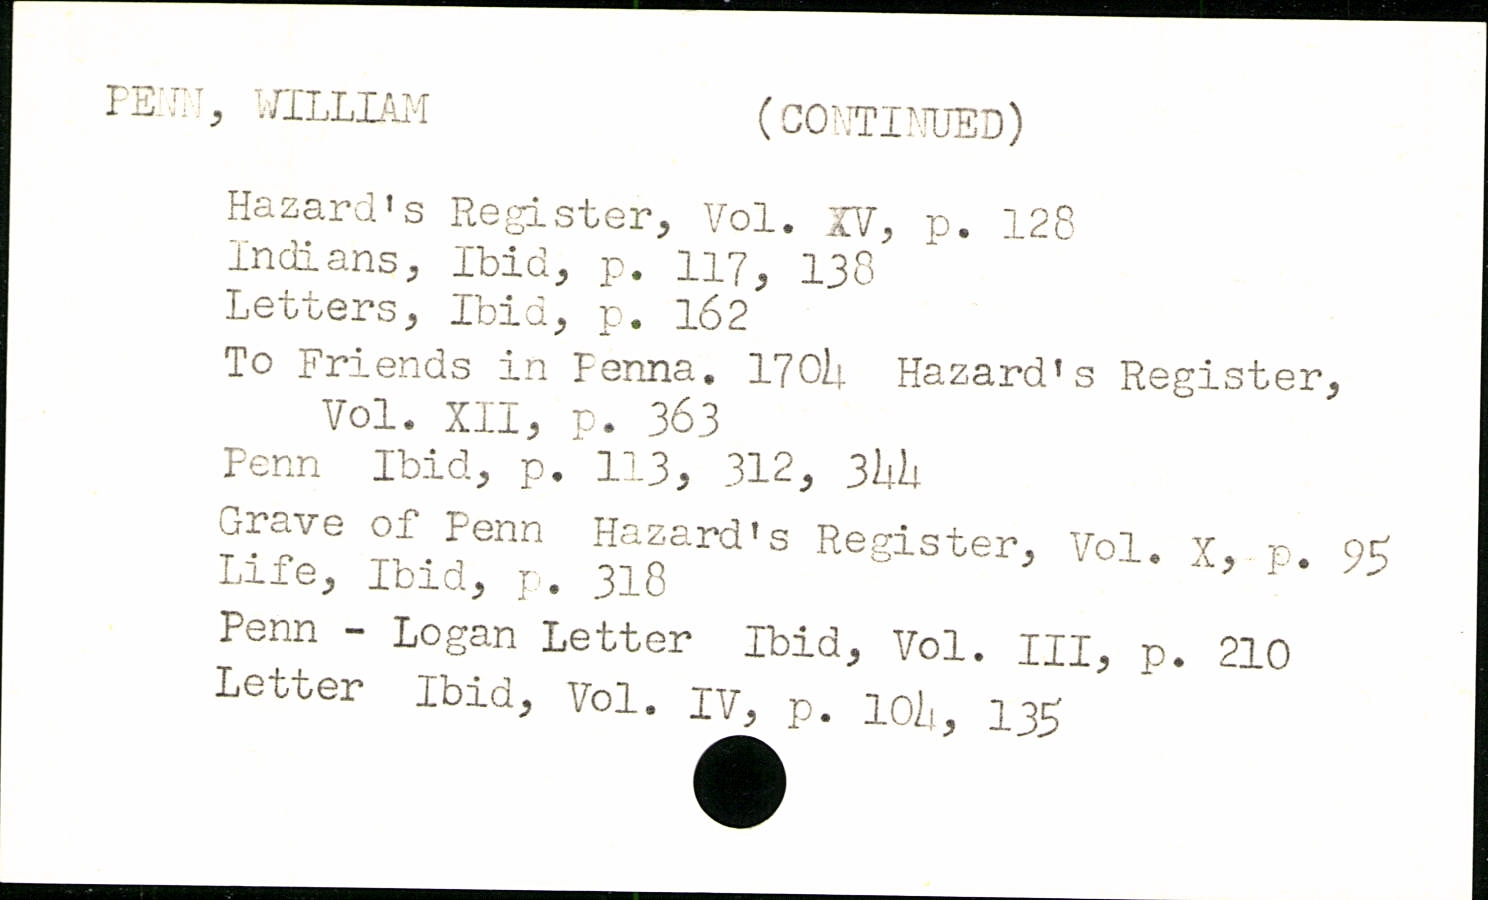 PENN, WILLIAM (CONTINUED)
Hazard's Register, Vol. XV, p. 128
Indians, Ibid, p. 117, 138
Letters, Ibid, p. 162
To Friends in Penna. 1704 Hazard's Register,
Vol. XII, p. 363
Penn Ibid, p. 113, 312, 344
Grave of Penn Hazard's Register, Vol. X, p. 95
Life, Ibid, p. 318
Penn - Logan Letter Ibid, Vol. III, p. 210
Letter Ibid, Vol. IV, p. 104, 135